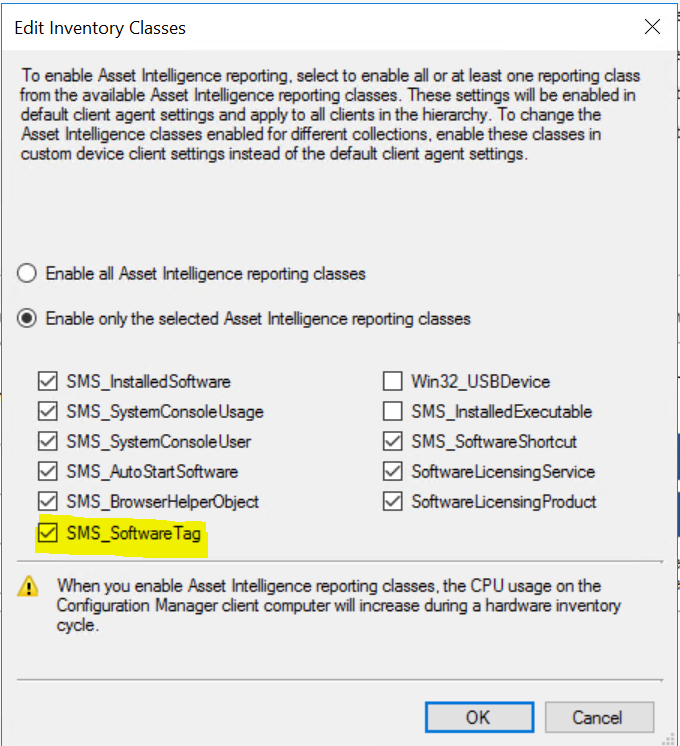 Edit Inventory Classes
To enable Asset Intelligence reporting, select to enable all or at least one reporting class
from the available Asset Intelligence reporting classes. These settings will be enabled in
default client agent settings and apply to all clients in the hierarchy. To change the
Asset Intelligence classes enabled for different collections, enable these classes in
custom device client settings instead of the default client agent settings.
Enable all Asset Intelligence reporting classes
Enable only the selected Asset Intelligence reporting classes
SMS_InstalledSoftware
SMS_SystemConsoleUsage
SMS_SystemConsoleUser
SMS_AutoStartSoftware
SMS_BrowserHelperObject
SMS_SoftwareTag
Win32_USBDevice
SMS_InstalledExecutable
SMS_SoftwareShortcut
SoftwareLicensingService
SoftwareLicensingProduct
When you enable Asset Intelligence reporting classes, the CPU usage on the
Configuration Manager client computer will increase during a hardware inventory
cycle.
OK
Cancel